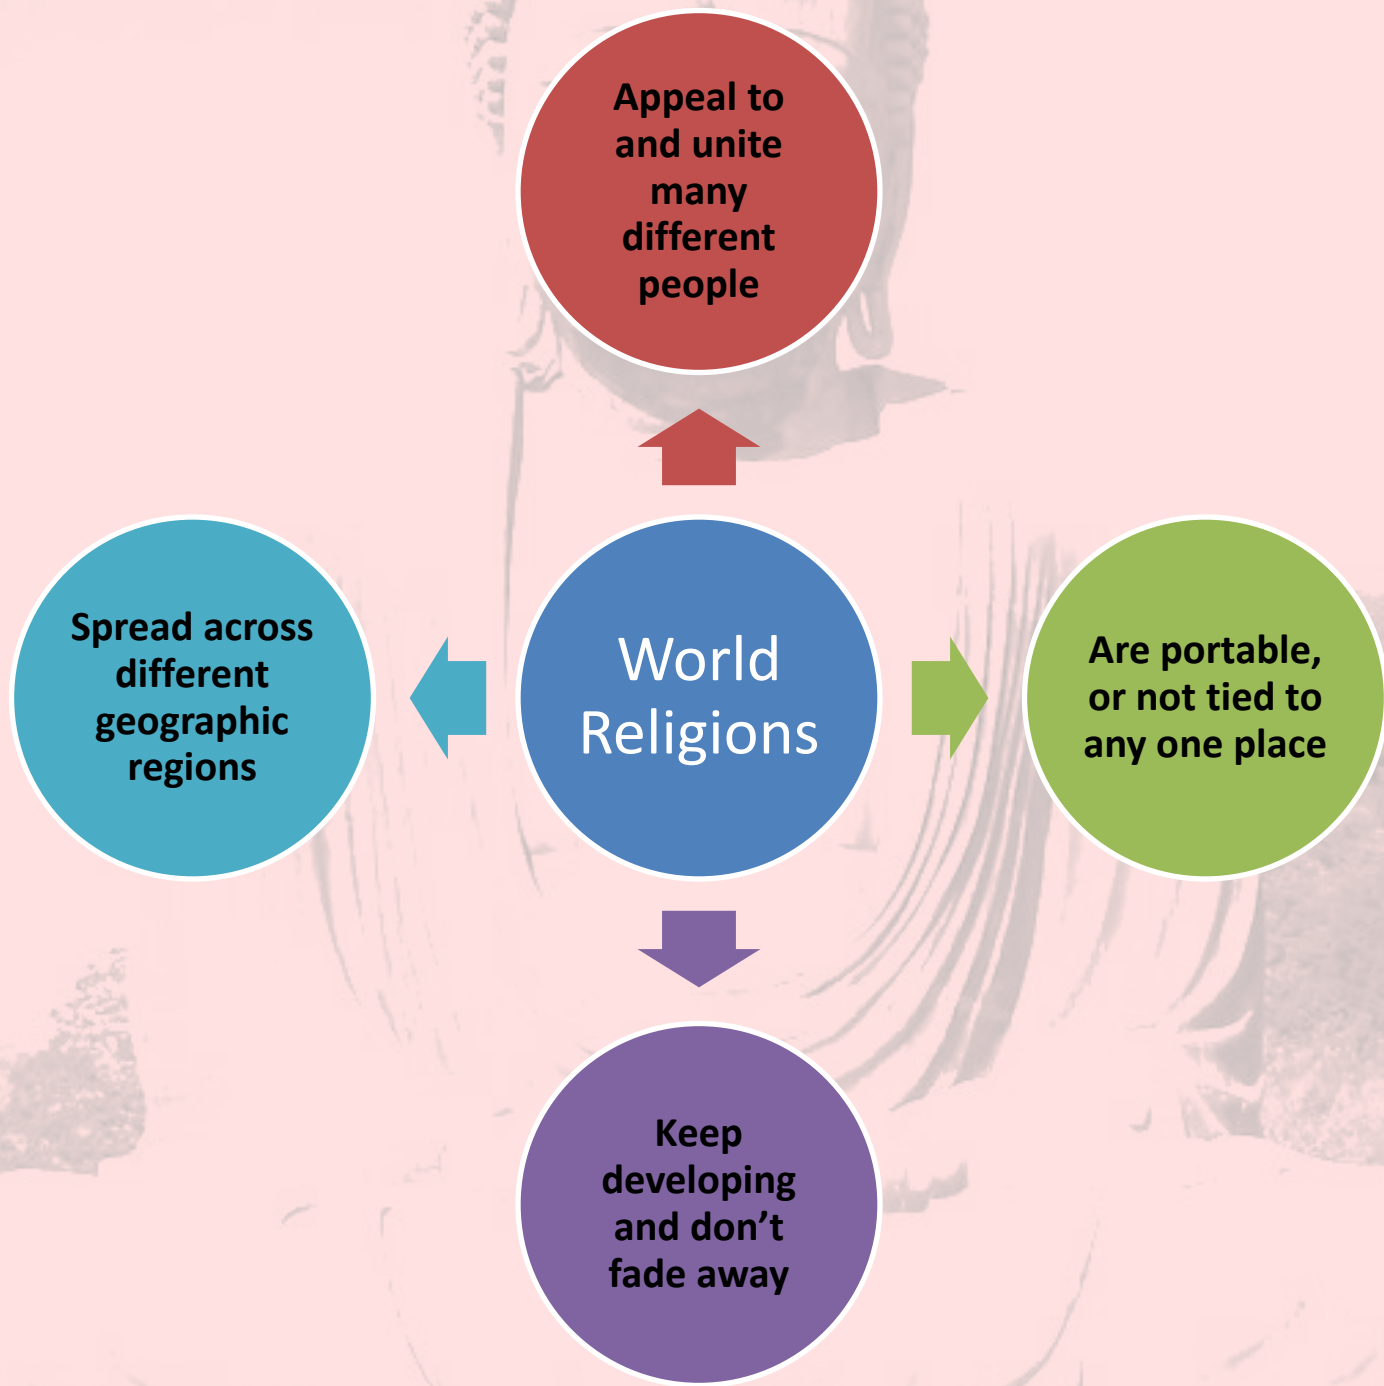 Appeal to
and unite
many
different
people
Spread across
different
geographic
regions
World
Religions
Are portable,
or not tied to
any one place
Keep
developing
and don’t
fade away